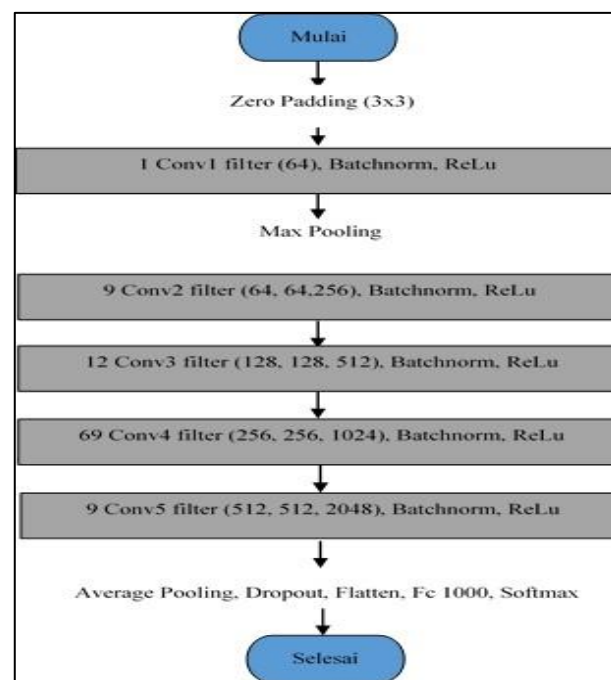 Mulai
Zero Padding (3x3)
1 Conv1 filter (64), Batchnorm, ReLu
Max Pooling
9 Conv2 filter (64, 64,256), Batchnorm, ReLu
12 Conv3 filter (128, 128, 512), Batchnorm, ReLu
69 Conv4 filter (256, 256, 1024), Batchnorm, ReLu
9 Conv5 filter (512, 512, 2048), Batchnorm, ReLu
Average Pooling, Dropout, Flatten, Fc 1000, Softmax
Selesai